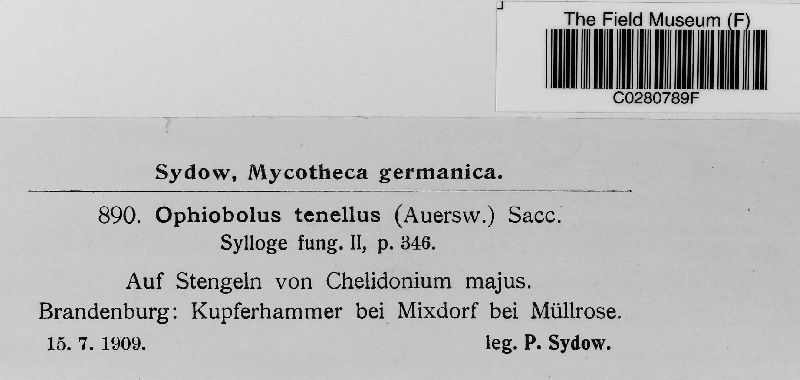 The Field Museum (F)
C0280789F
Sydow, Mycotheca germanica.
890. Ophiobolus tenellus (Auersw.) Sacc.
Sylloge fung. II, p. 346.
Auf Stengeln von Chelidonium majus.
Brandenburg: Kupferhammer bei Mixdorf bei Müllrose.
15. 7. 1909. leg. P. Sydow.